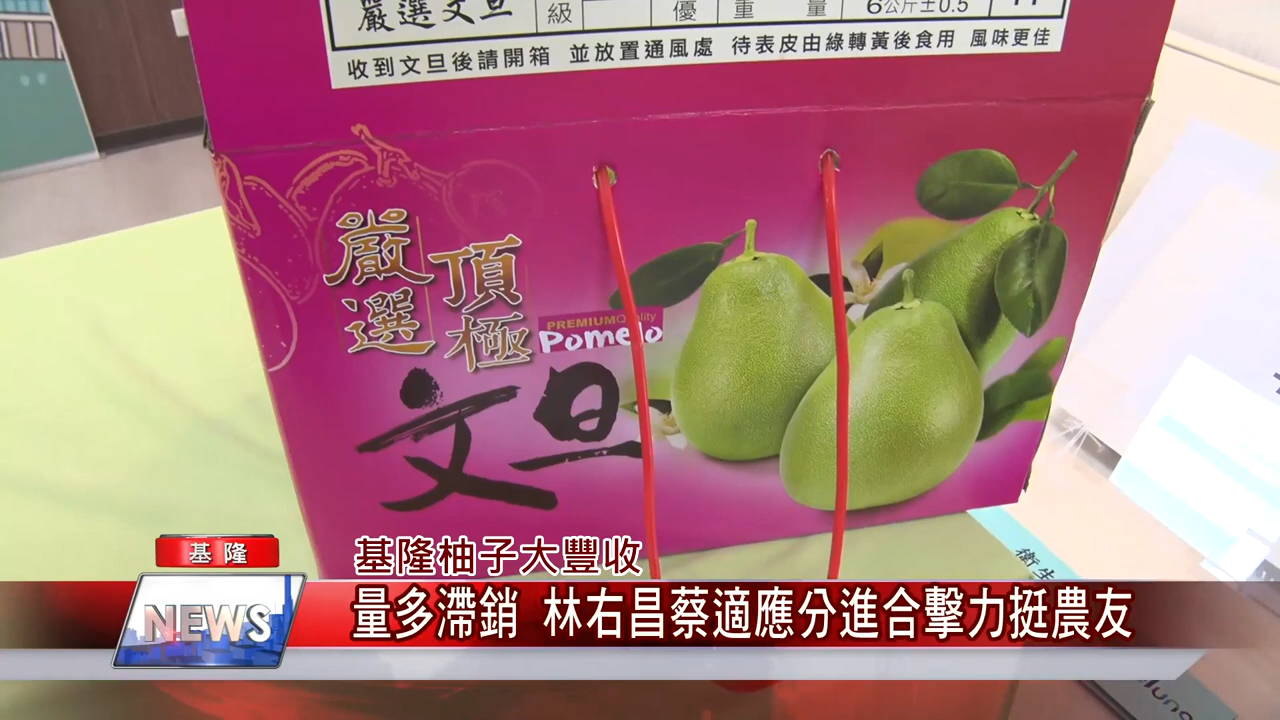 嚴選文旦 級 優 重 量 6公斤±0.5
收到文旦後請開箱 並放置通風處 待表皮由綠轉黃後食用 風味更佳
嚴選
頂極
PREMIUM Quality
Pomelo
文旦
衛生
基隆
NEWS
基隆柚子大豐收
量多滯銷 林右昌蔡適應分進合擊力挺農友